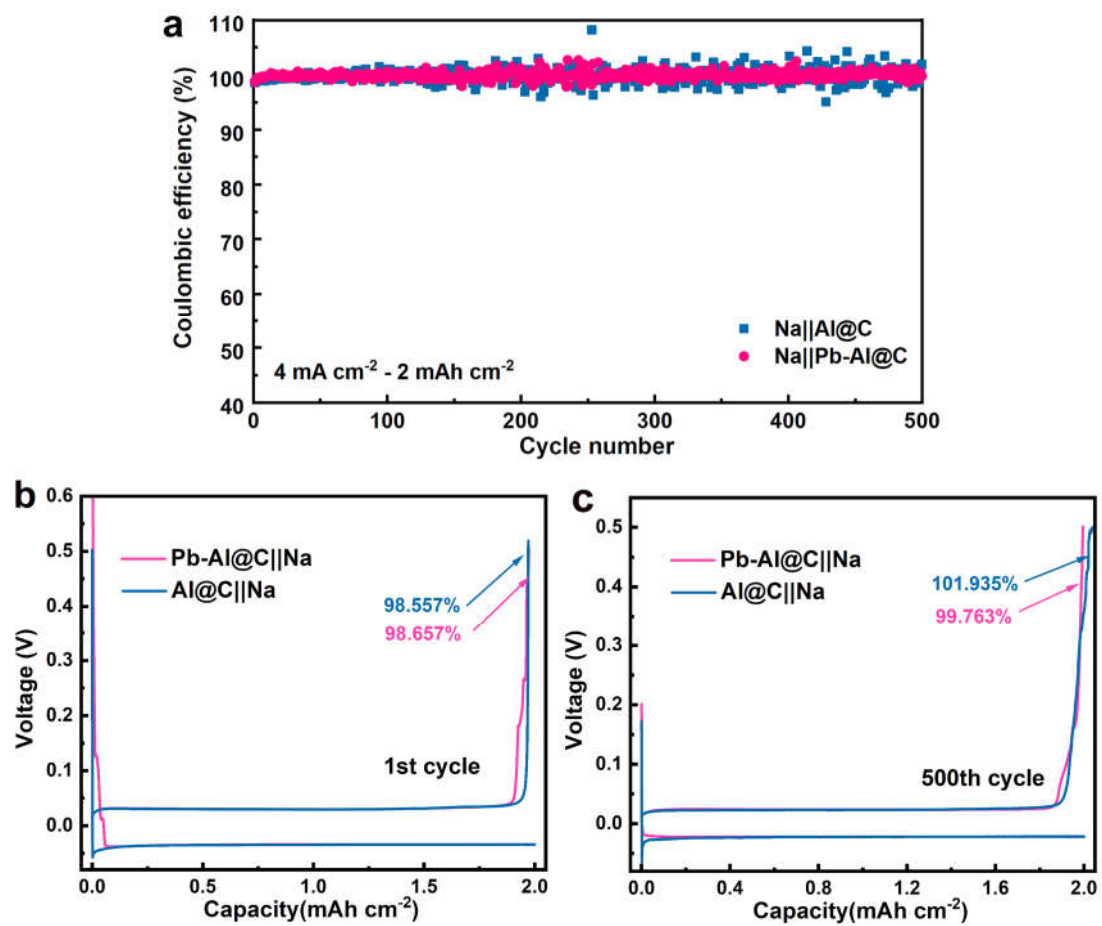 a
110
100
90
80
70
60
50
40
Coulombic efficiency (%)
Na||Al@C
Na||Pb-Al@C
4 mA cm⁻² - 2 mAh cm⁻²
0 100 200 300 400 500
Cycle number
b
0.6
0.5
0.4
0.3
0.2
0.1
0.0
Voltage (V)
Pb-Al@C||Na
Al@C||Na
98.557%
98.657%
1st cycle
0.0 0.5 1.0 1.5 2.0
Capacity(mAh cm⁻²)
c
0.5
0.4
0.3
0.2
0.1
0.0
Voltage (V)
Pb-Al@C||Na
Al@C||Na
101.935%
99.763%
500th cycle
0.0 0.4 0.8 1.2 1.6 2.0
Capacity(mAh cm⁻²)